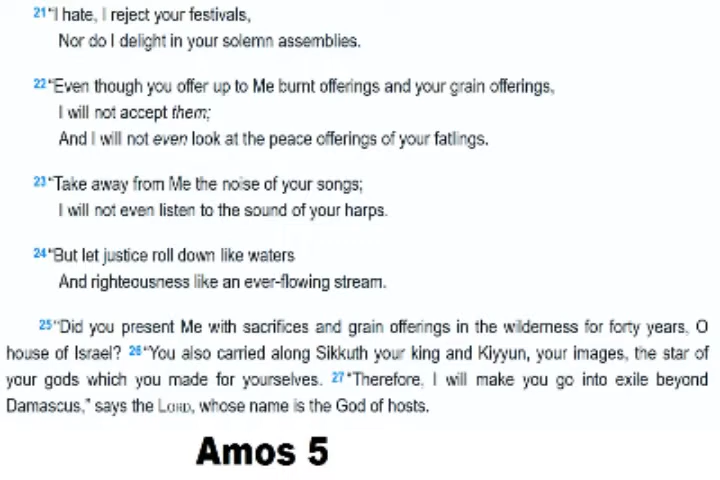 21 "I hate, I reject your festivals,
Nor do I delight in your solemn assemblies.
22 "Even though you offer up to Me burnt offerings and your grain offerings,
I will not accept them;
And I will not even look at the peace offerings of your fatlings.
23 "Take away from Me the noise of your songs;
I will not even listen to the sound of your harps.
24 "But let justice roll down like waters
And righteousness like an ever-flowing stream.
25 "Did you present Me with sacrifices and grain offerings in the wilderness for forty years, O
house of Israel? 26 "You also carried along Sikkuth your king and Kiyyun, your images, the star of
your gods which you made for yourselves. 27 "Therefore, I will make you go into exile beyond
Damascus," says the LORD, whose name is the God of hosts.
Amos 5